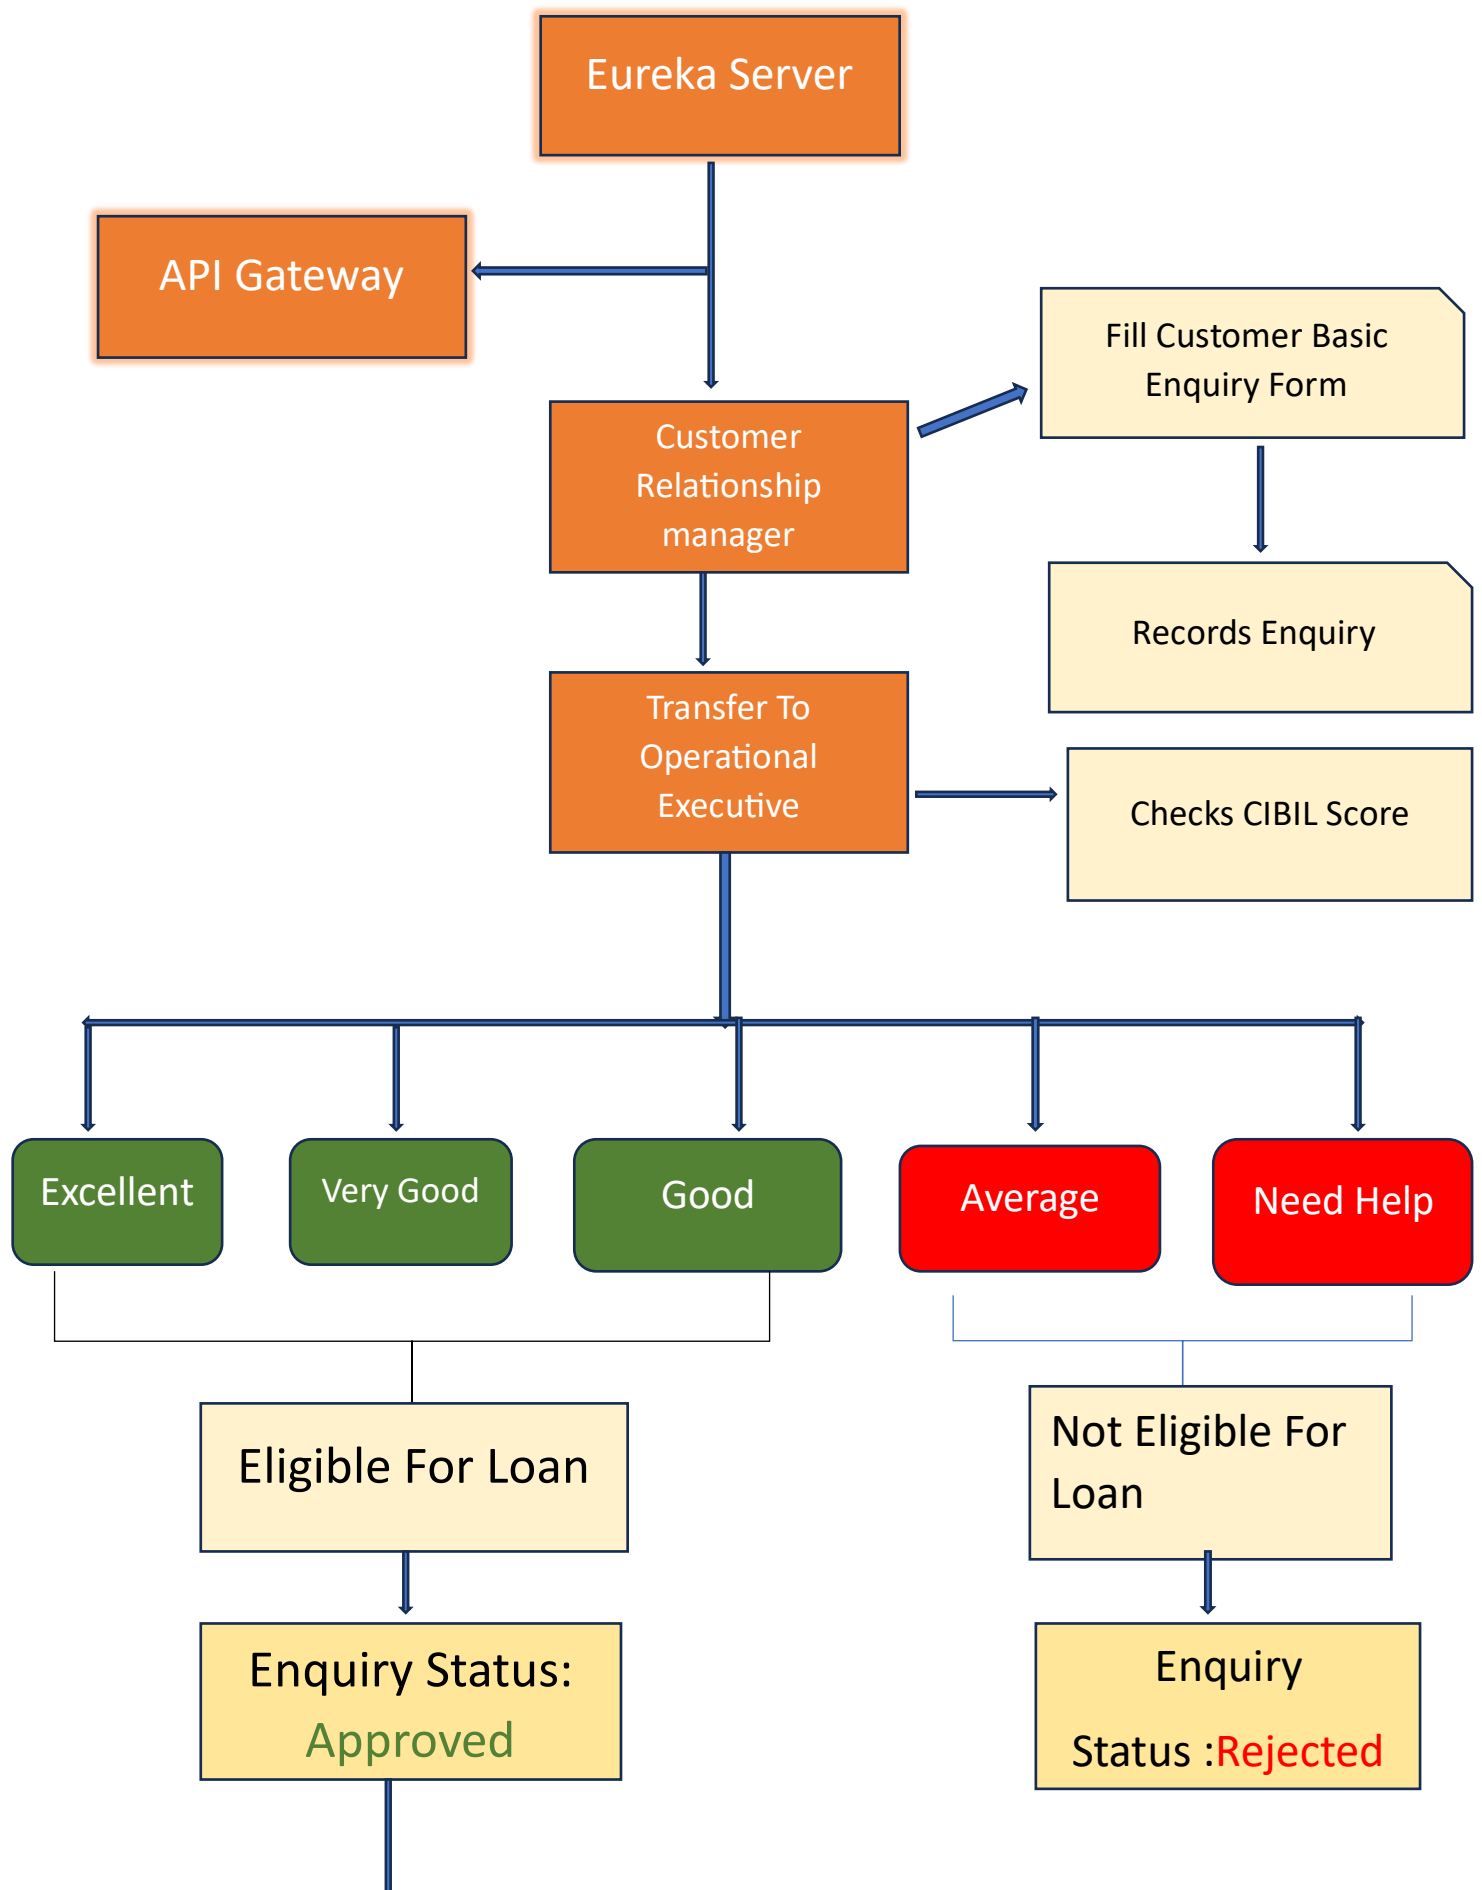 Eureka Server
API Gateway
Fill Customer Basic
Enquiry Form
Customer
Relationship
manager
Records Enquiry
Transfer To
Operational
Executive
Checks CIBIL Score
Excellent
Very Good
Good
Average
Need Help
Eligible For Loan
Not Eligible For
Loan
Enquiry Status:
Approved
Enquiry
Status :Rejected